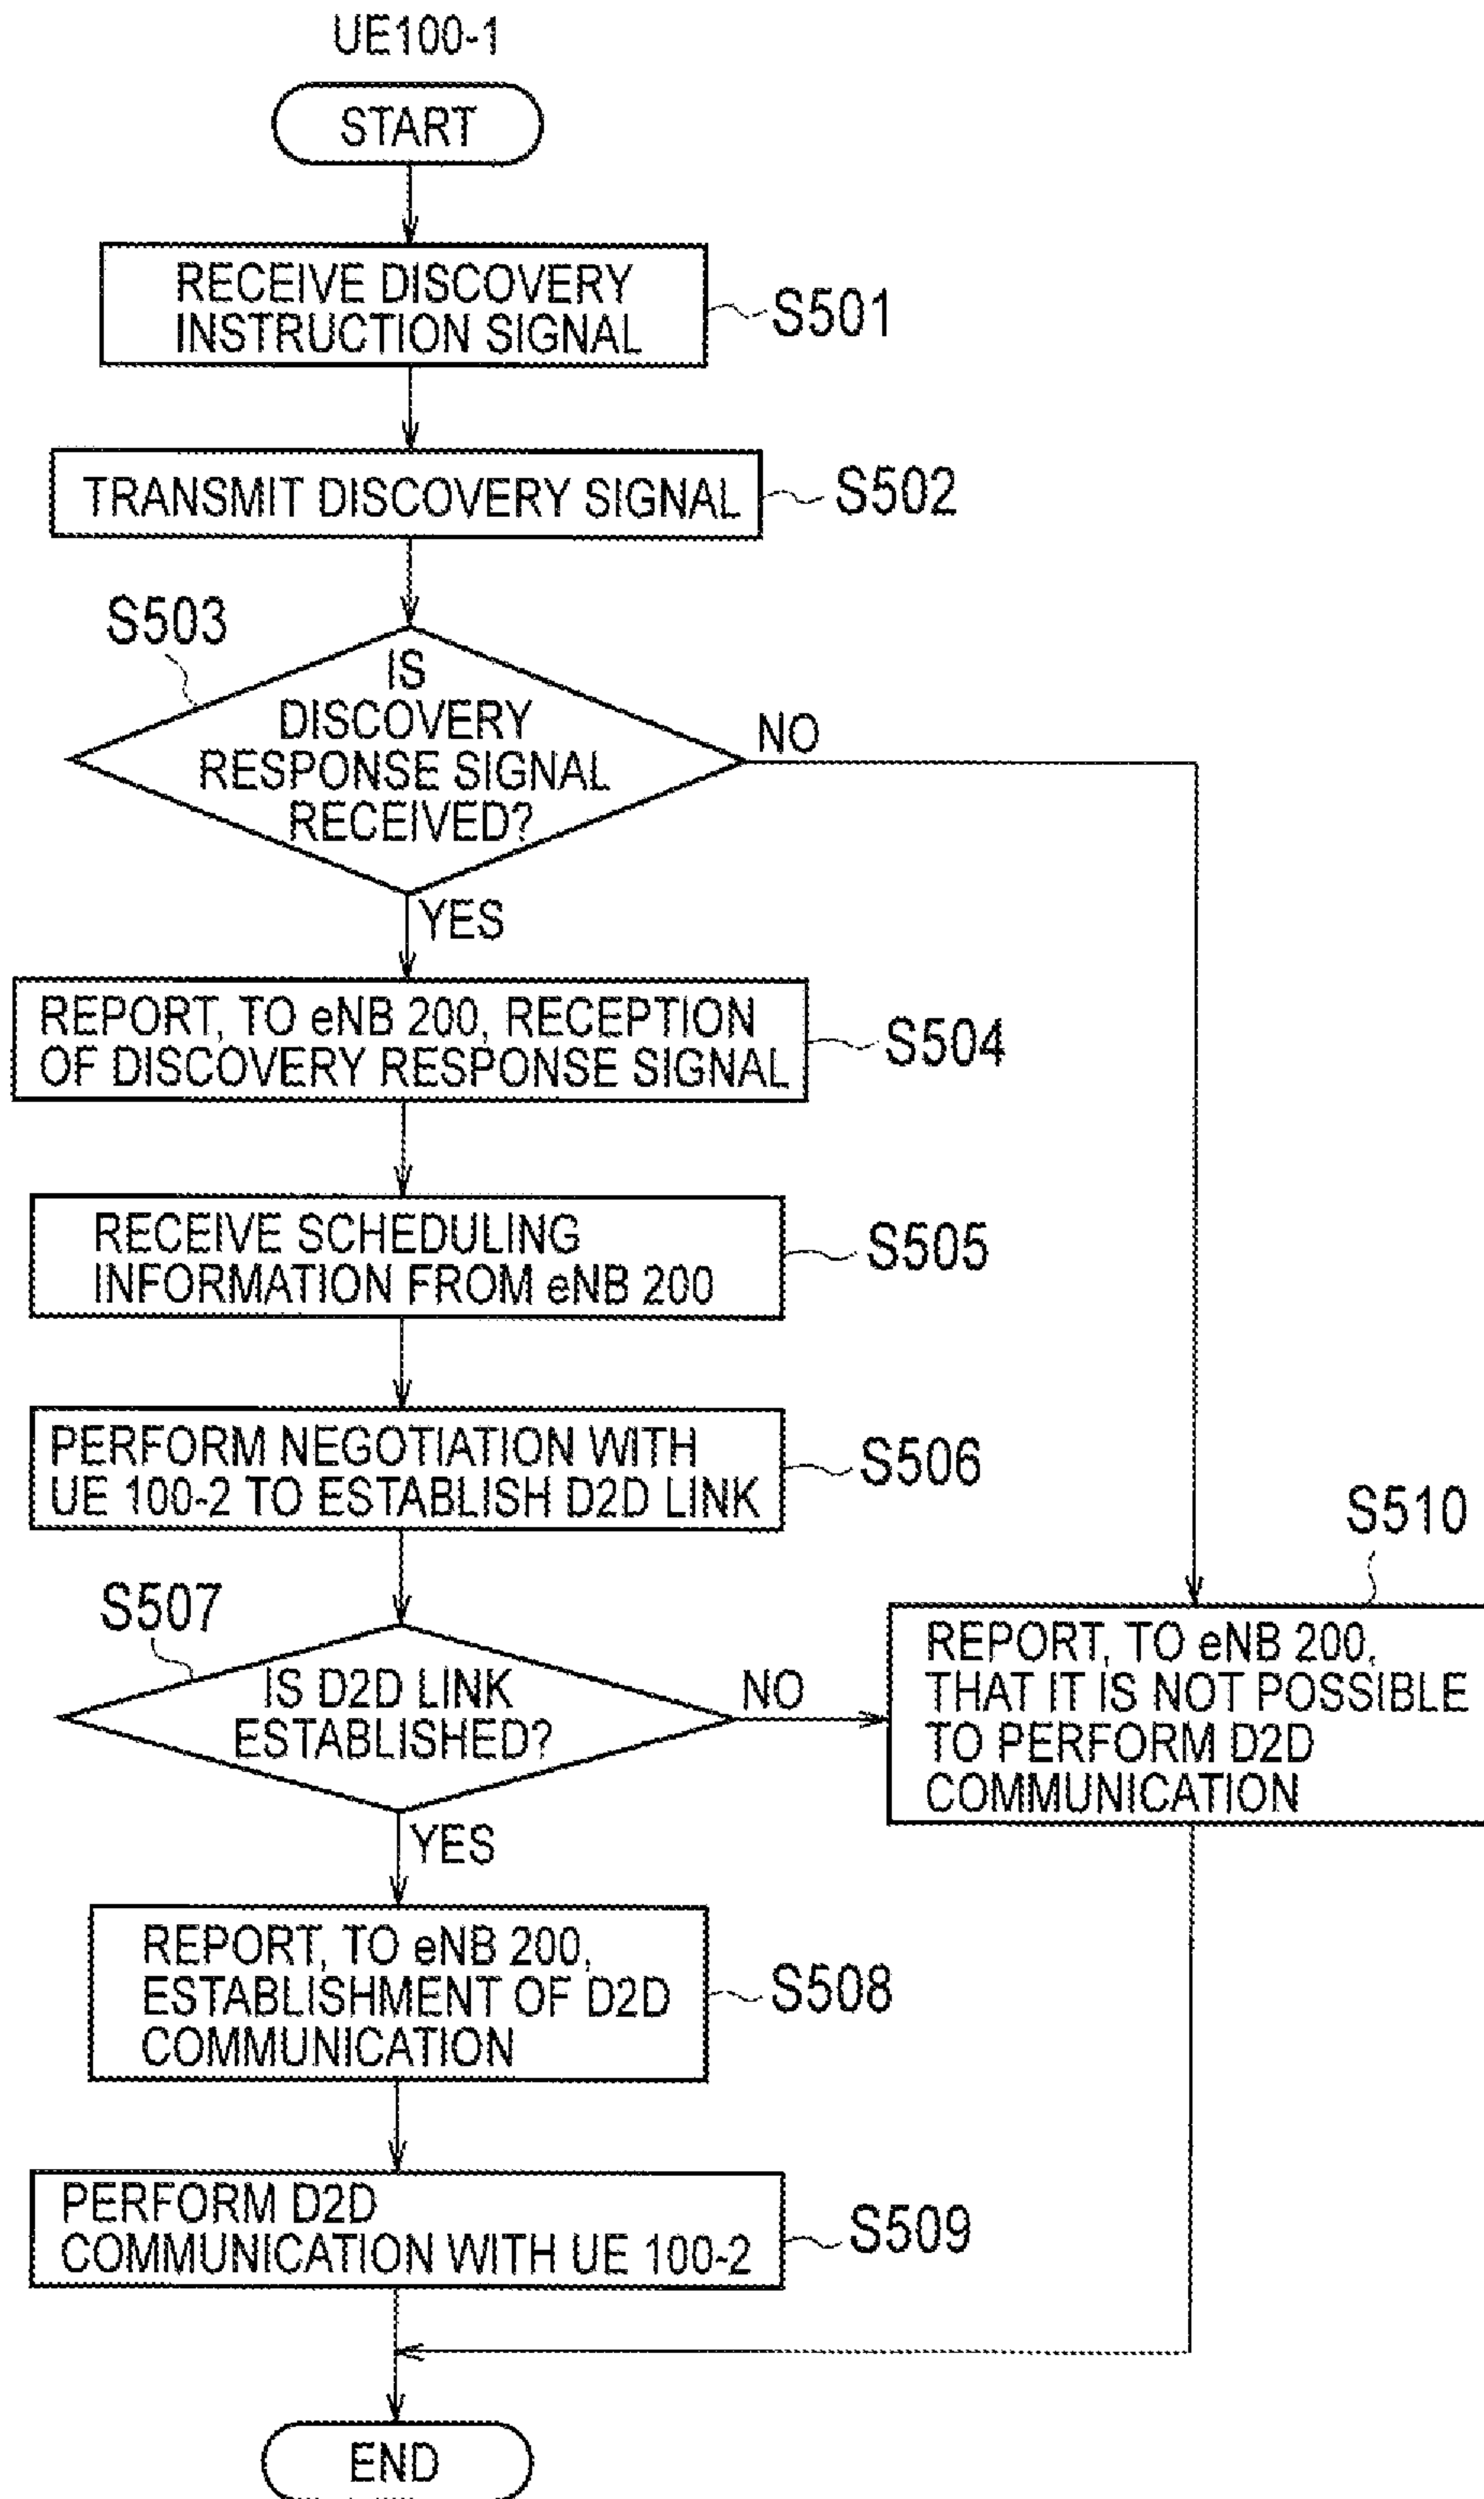 UE100-1
START
RECEIVE DISCOVERY
INSTRUCTION SIGNAL
S501
TRANSMIT DISCOVERY SIGNAL
S502
S503
IS
DISCOVERY
RESPONSE SIGNAL
RECEIVED?
NO
YES
REPORT, TO eNB 200, RECEPTION
OF DISCOVERY RESPONSE SIGNAL
S504
RECEIVE SCHEDULING
INFORMATION FROM eNB 200
S505
PERFORM NEGOTIATION WITH
UE 100-2 TO ESTABLISH D2D LINK
S506
S507
IS D2D LINK
ESTABLISHED?
NO
YES
S510
REPORT, TO eNB 200,
THAT IT IS NOT POSSIBLE
TO PERFORM D2D
COMMUNICATION
REPORT, TO eNB 200,
ESTABLISHMENT OF D2D
COMMUNICATION
S508
PERFORM D2D
COMMUNICATION WITH UE 100-2
S509
END